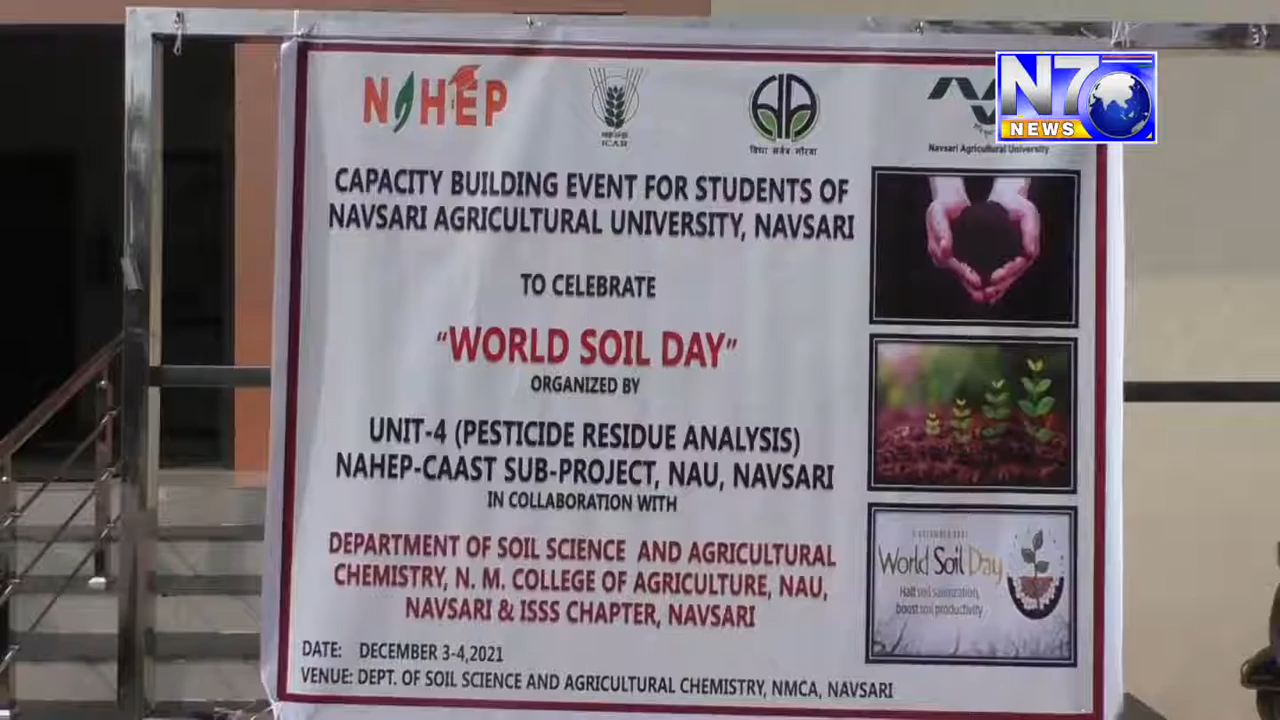 NAHEP
ICAR
Navsari Agricultural University
N7
NEWS
CAPACITY BUILDING EVENT FOR STUDENTS OF
NAVSARI AGRICULTURAL UNIVERSITY, NAVSARI
TO CELEBRATE
"WORLD SOIL DAY"
ORGANIZED BY
UNIT-4 (PESTICIDE RESIDUE ANALYSIS)
NAHEP-CAAST SUB-PROJECT, NAU, NAVSARI
IN COLLABORATION WITH
DEPARTMENT OF SOIL SCIENCE AND AGRICULTURAL
CHEMISTRY, N. M. COLLEGE OF AGRICULTURE, NAU,
NAVSARI & ISSS CHAPTER, NAVSARI
DATE: DECEMBER 3-4,2021
VENUE: DEPT. OF SOIL SCIENCE AND AGRICULTURAL CHEMISTRY, NMCA, NAVSARI
World Soil Day
Halt soil salinization,
boost soil productivity